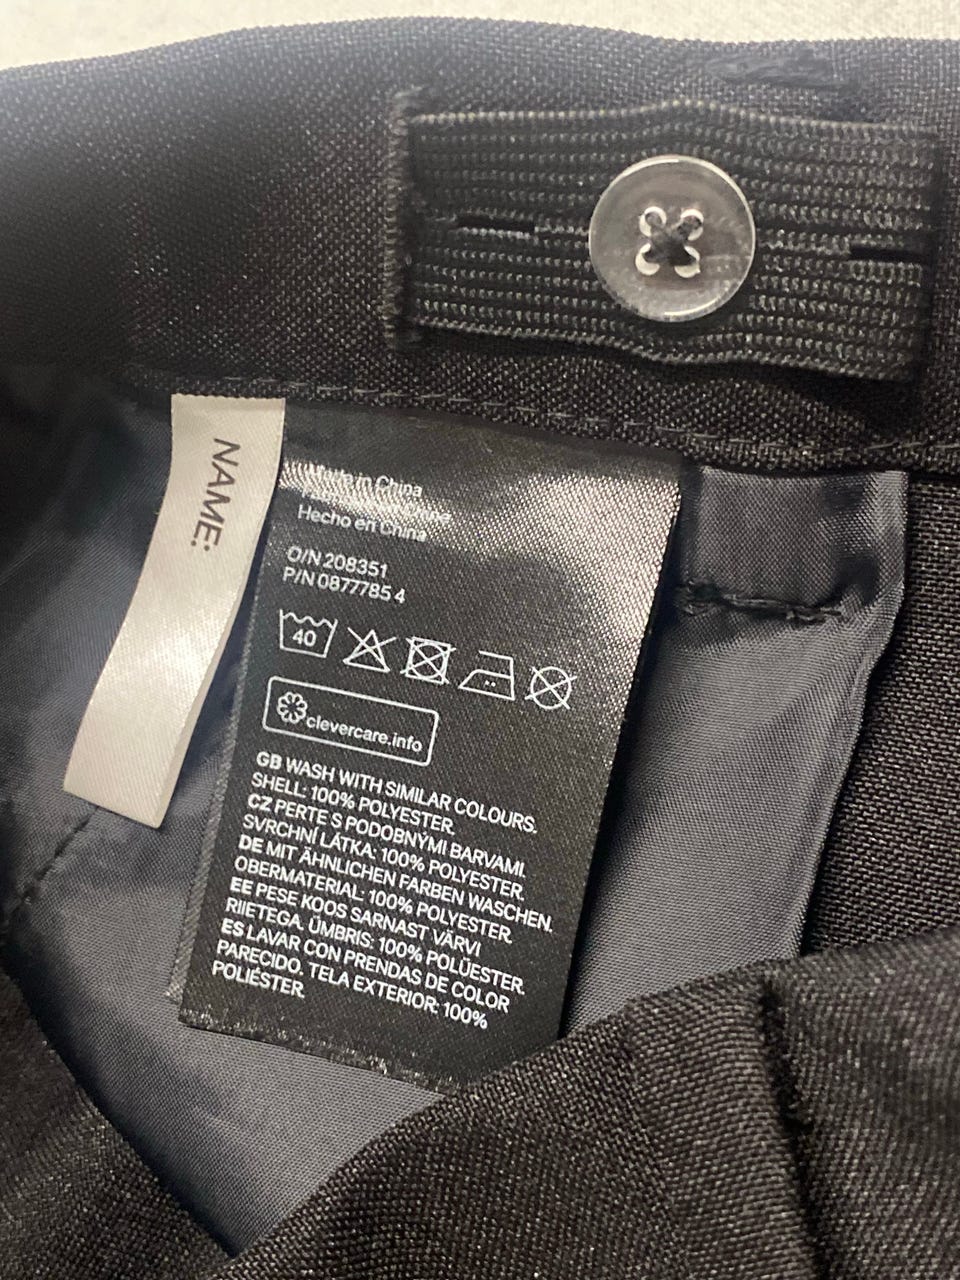 NAME:
Made in China
Hecho en China
O/N 208351
P/N 0877785 4
40
clevercare.info
GB WASH WITH SIMILAR COLOURS.
SHELL: 100% POLYESTER.
CZ PERTE S PODOBNÝMI BARVAMI.
SVRCHNÍ LÁTKA: 100% POLYESTER.
DE MIT ÄHNLICHEN FARBEN WASCHEN.
OBERMATERIAL: 100% POLYESTER.
EE PESE KOOS SARNAST VÄRVI
RIIETEGA. ÜMBRIS: 100% POLÜESTER.
ES LAVAR CON PRENDAS DE COLOR
PARECIDO. TELA EXTERIOR: 100%
POLIÉSTER.